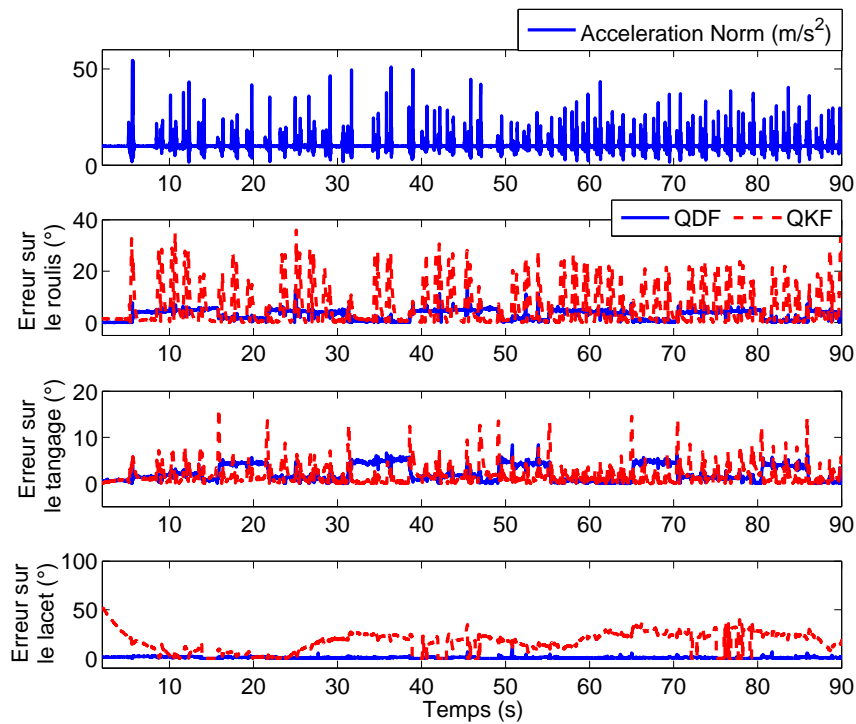 Acceleration Norm (m/s²)
50
0
10 20 30 40 50 60 70 80 90
QDF QKF
Erreur sur
le roulis (°)
40
20
0
10 20 30 40 50 60 70 80 90
Erreur sur
le tangage (°)
20
10
0
10 20 30 40 50 60 70 80 90
Erreur sur
le lacet (°)
100
50
0
10 20 30 40 50 60 70 80 90
Temps (s)